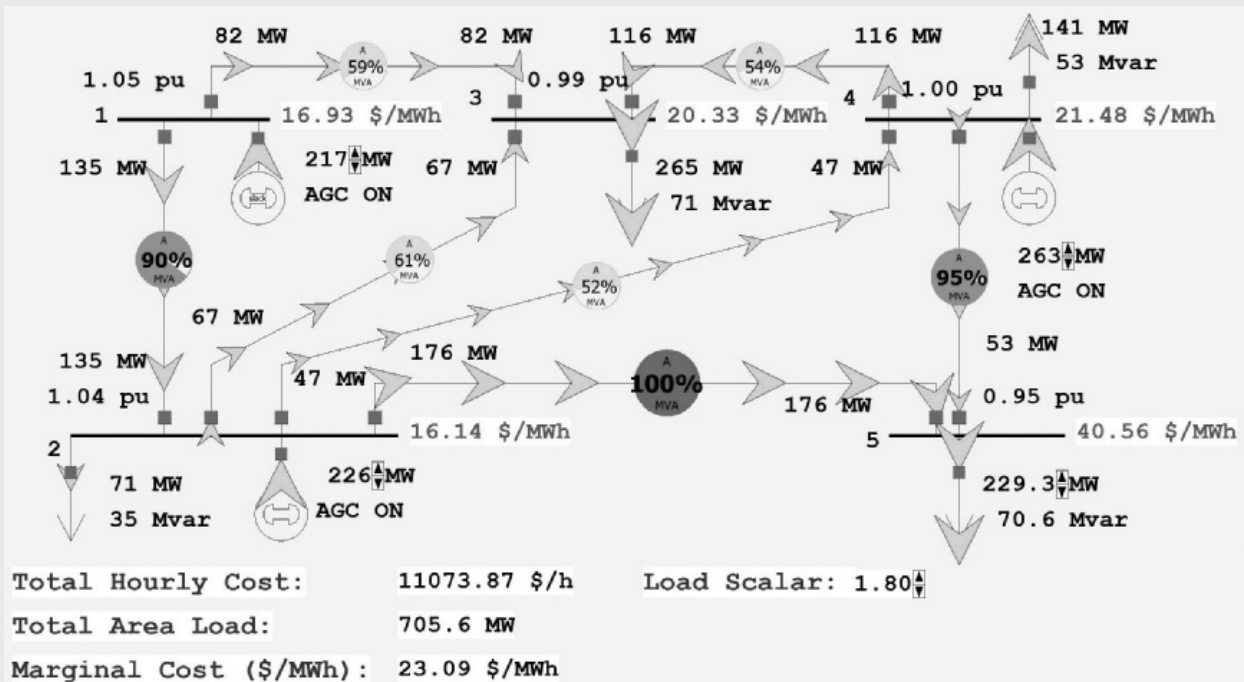 82 MW
82 MW
116 MW
116 MW
141 MW
53 Mvar
A
59%
MVA
A
54%
MVA
1.05 pu
3
0.99 pu
4
1.00 pu
1
16.93 $/MWh
20.33 $/MWh
21.48 $/MWh
135 MW
217 MW
AGC ON
slack
67 MW
265 MW
71 Mvar
47 MW
A
90%
MVA
A
61%
MVA
A
52%
MVA
A
95%
MVA
263 MW
AGC ON
67 MW
135 MW
47 MW
176 MW
A
100%
MVA
176 MW
53 MW
1.04 pu
0.95 pu
2
16.14 $/MWh
5
40.56 $/MWh
71 MW
35 Mvar
226 MW
AGC ON
229.3 MW
70.6 Mvar
Total Hourly Cost: 11073.87 $/h Load Scalar: 1.80
Total Area Load: 705.6 MW
Marginal Cost ($/MWh): 23.09 $/MWh